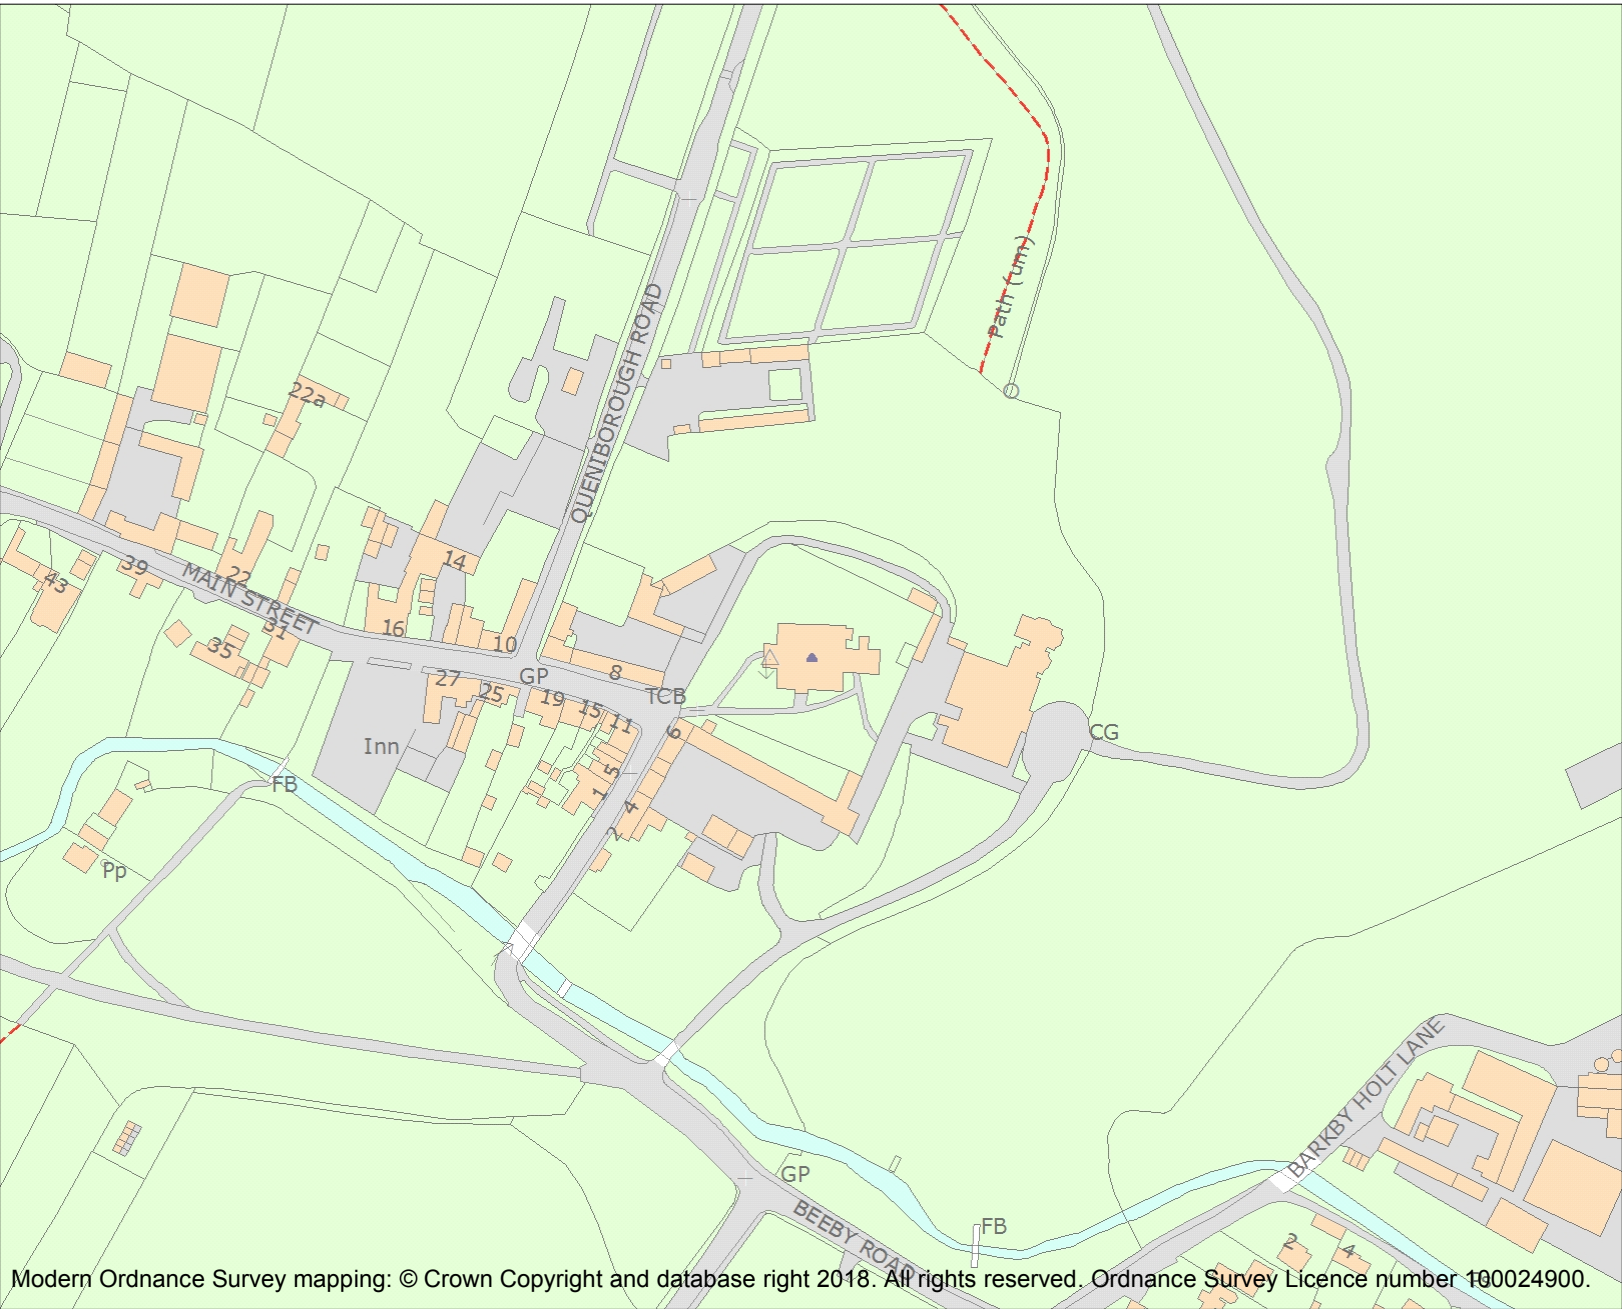 Path (um)
QUENIBOROUGH ROAD
22a
14
39
22
43
MAIN STREET
31
35
16
10
8
GP
27
25
19
TCB
15
11
6
CG
Inn
5
1
4
2
FB
Pp
BARKBY HOLT LANE
GP
FB
BEEBY ROAD
2
4
Modern Ordnance Survey mapping: © Crown Copyright and database right 2018. All rights reserved. Ordnance Survey Licence number 100024900.